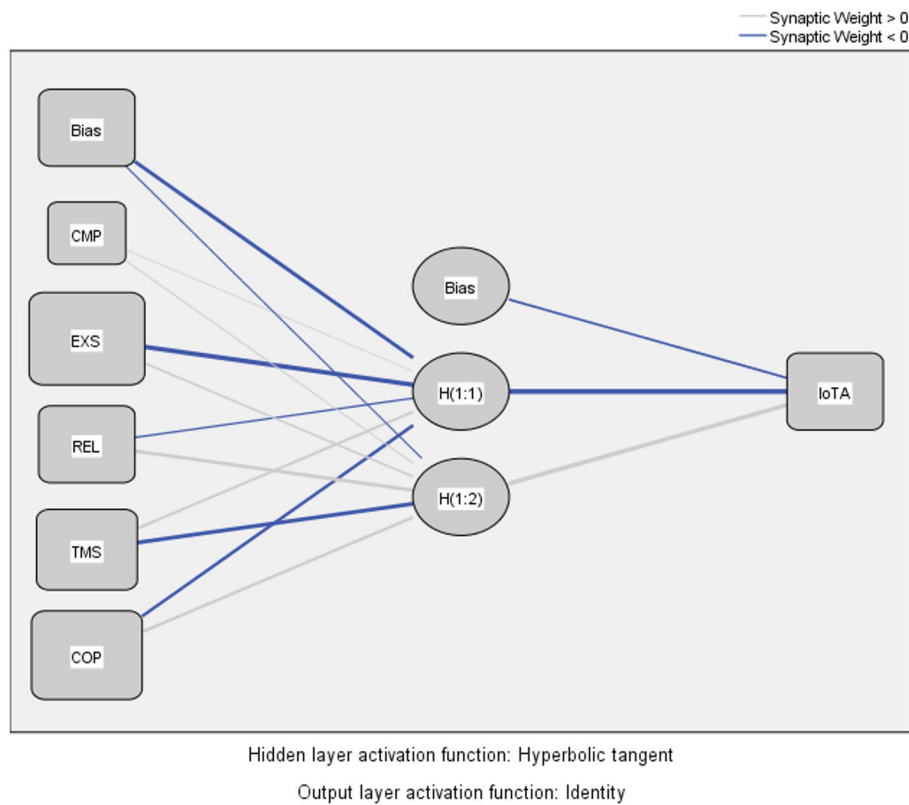 Synaptic Weight > 0
Synaptic Weight < 0
Bias
CMP
EXS
REL
TMS
COP
Bias
H(1:1)
H(1:2)
IoTA
Hidden layer activation function: Hyperbolic tangent
Output layer activation function: Identity